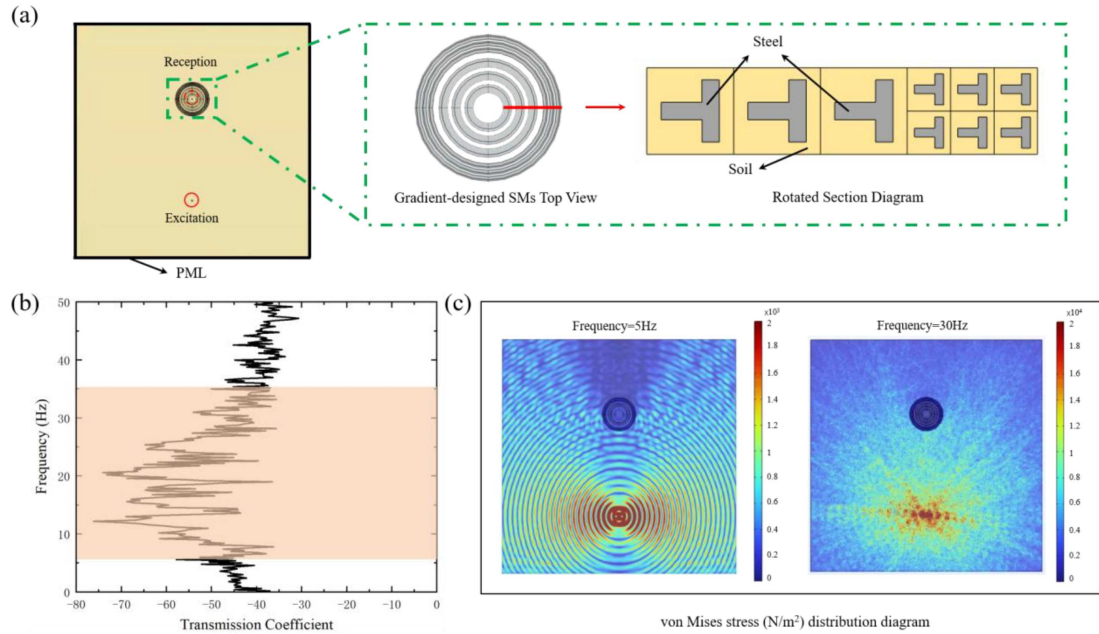 (a)
Reception
Excitation
PML
Gradient-designed SMs Top View
Steel
Soil
Rotated Section Diagram
(b)
50
40
30
20
10
0
Frequency (Hz)
-80 -70 -60 -50 -40 -30 -20 -10 0
Transmission Coefficient
(c)
Frequency=5Hz
x10³
2
1.8
1.6
1.4
1.2
1
0.8
0.6
0.4
0.2
0
Frequency=30Hz
x10⁴
2
1.8
1.6
1.4
1.2
1
0.8
0.6
0.4
0.2
0
von Mises stress (N/m²) distribution diagram